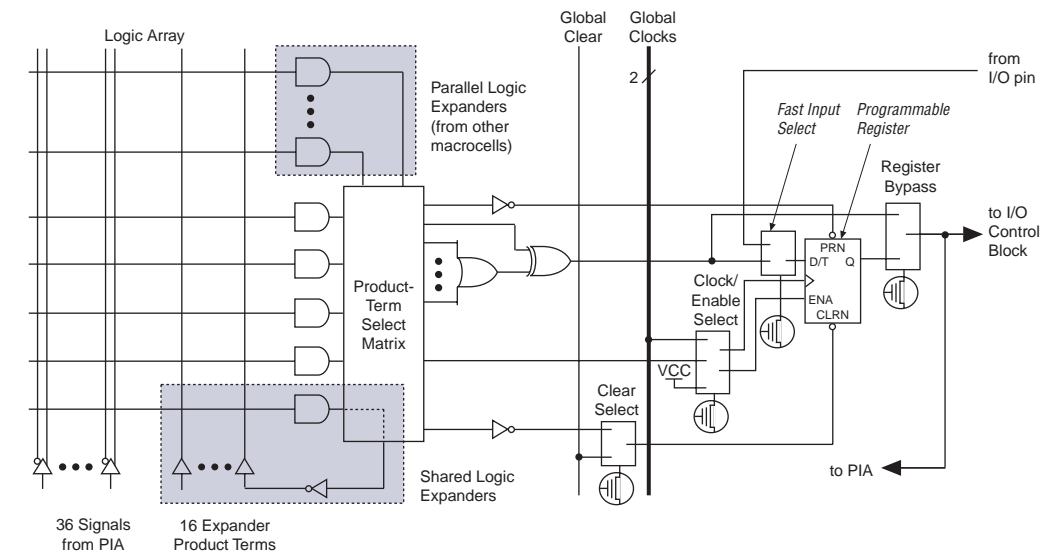 Logic Array
Global
Clear
Global
Clocks
2
from
I/O pin
Parallel Logic
Expanders
(from other
macrocells)
Fast Input
Select
Programmable
Register
Register
Bypass
to I/O
Control
Block
PRN
D/T Q
ENA
CLRN
Clock/
Enable
Select
Product-
Term
Select
Matrix
VCC
Clear
Select
Shared Logic
Expanders
to PIA
36 Signals
from PIA
16 Expander
Product Terms